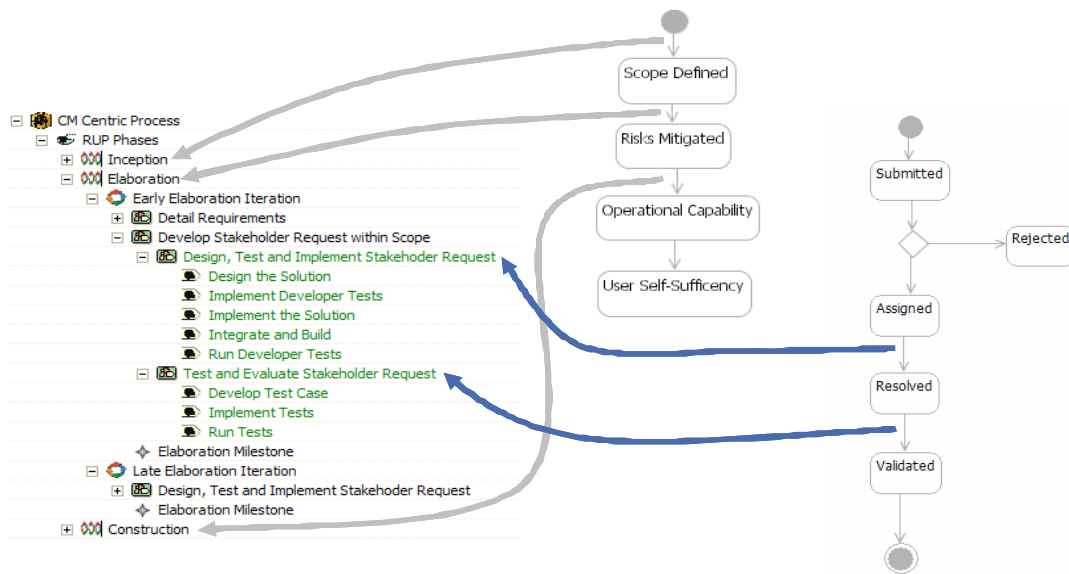 CM Centric Process
RUP Phases
Inception
Elaboration
Early Elaboration Iteration
Detail Requirements
Develop Stakeholder Request within Scope
Design, Test and Implement Stakehoder Request
Design the Solution
Implement Developer Tests
Implement the Solution
Integrate and Build
Run Developer Tests
Test and Evaluate Stakeholder Request
Develop Test Case
Implement Tests
Run Tests
Elaboration Milestone
Late Elaboration Iteration
Design, Test and Implement Stakehoder Request
Elaboration Milestone
Construction
Scope Defined
Risks Mitigated
Operational Capability
User Self-Sufficency
Submitted
Rejected
Assigned
Resolved
Validated